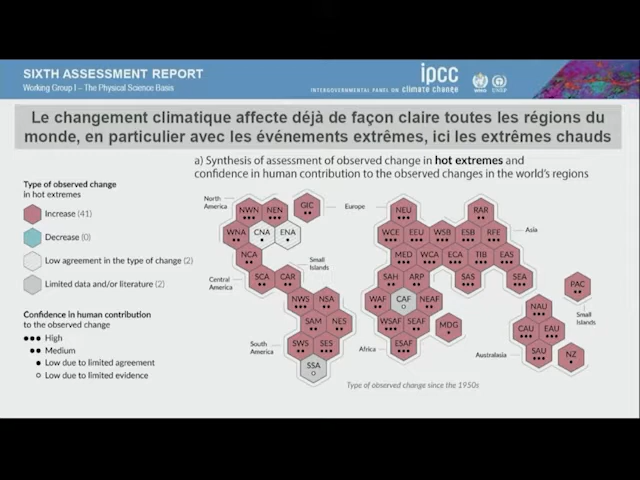 SIXTH ASSESSMENT REPORT
Working Group I – The Physical Science Basis
ipcc
INTERGOVERNMENTAL PANEL ON climate change
WMO
UNEP
Le changement climatique affecte déjà de façon claire toutes les régions du
monde, en particulier avec les événements extrêmes, ici les extrêmes chauds
a) Synthesis of assessment of observed change in hot extremes and
confidence in human contribution to the observed changes in the world's regions
Type of observed change
in hot extremes
Increase (41)
Decrease (0)
Low agreement in the type of change (2)
Limited data and/or literature (2)
Confidence in human contribution
to the observed change
High
Medium
Low due to limited agreement
Low due to limited evidence
North
America
NWN NEN GIC
WNA CNA ENA
NCA
Small
Islands
Central
America
SCA CAR
NWS NSA
SAM NES
South
America
SWS SES
SSA
Europe
NEU RAR
Asia
WCE EEU WSB ESB RFE
MED WCA ECA TIB EAS
SAH ARP SAS SEA
WAF CAF NEAF
WSAF SEAF MDG
Africa
ESAF
PAC
Small
Islands
NAU
CAU EAU
Australasia
SAU NZ
Type of observed change since the 1950s